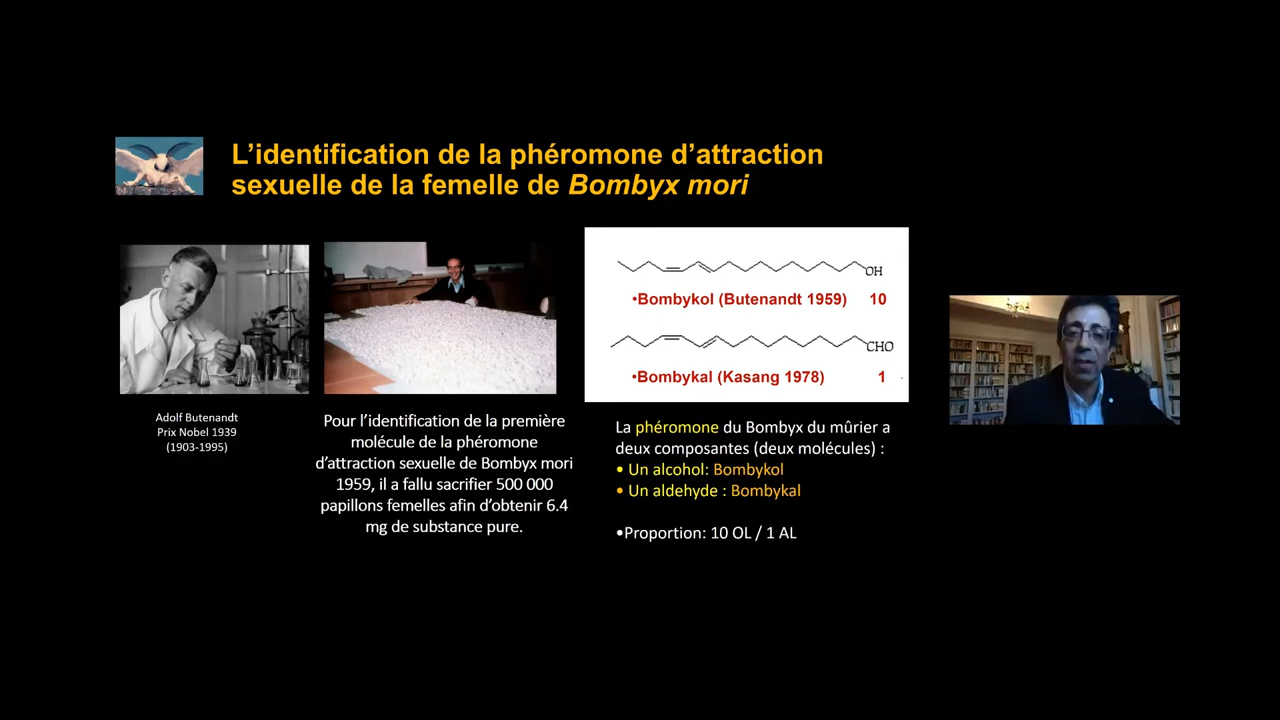 L’identification de la phéromone d’attraction
sexuelle de la femelle de Bombyx mori
Adolf Butenandt
Prix Nobel 1939
(1903-1995)
Pour l’identification de la première
molécule de la phéromone
d’attraction sexuelle de Bombyx mori
1959, il a fallu sacrifier 500 000
papillons femelles afin d’obtenir 6.4
mg de substance pure.
OH
•Bombykol (Butenandt 1959) 10
CHO
•Bombykal (Kasang 1978) 1
La phéromone du Bombyx du mûrier a
deux composantes (deux molécules) :
• Un alcohol: Bombykol
• Un aldehyde : Bombykal
•Proportion: 10 OL / 1 AL